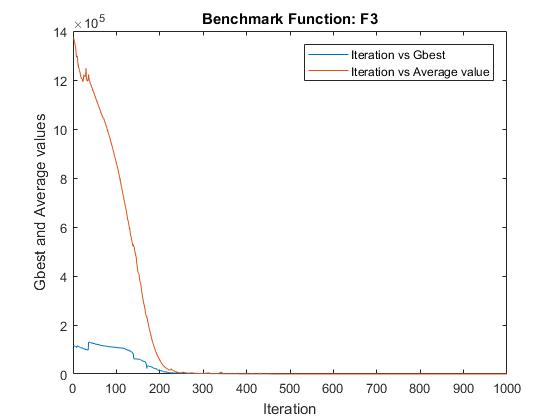 Benchmark Function: F3
×10^5
Iteration vs Gbest
Iteration vs Average value
Gbest and Average values
14
12
10
8
6
4
2
0
0 100 200 300 400 500 600 700 800 900 1000
Iteration